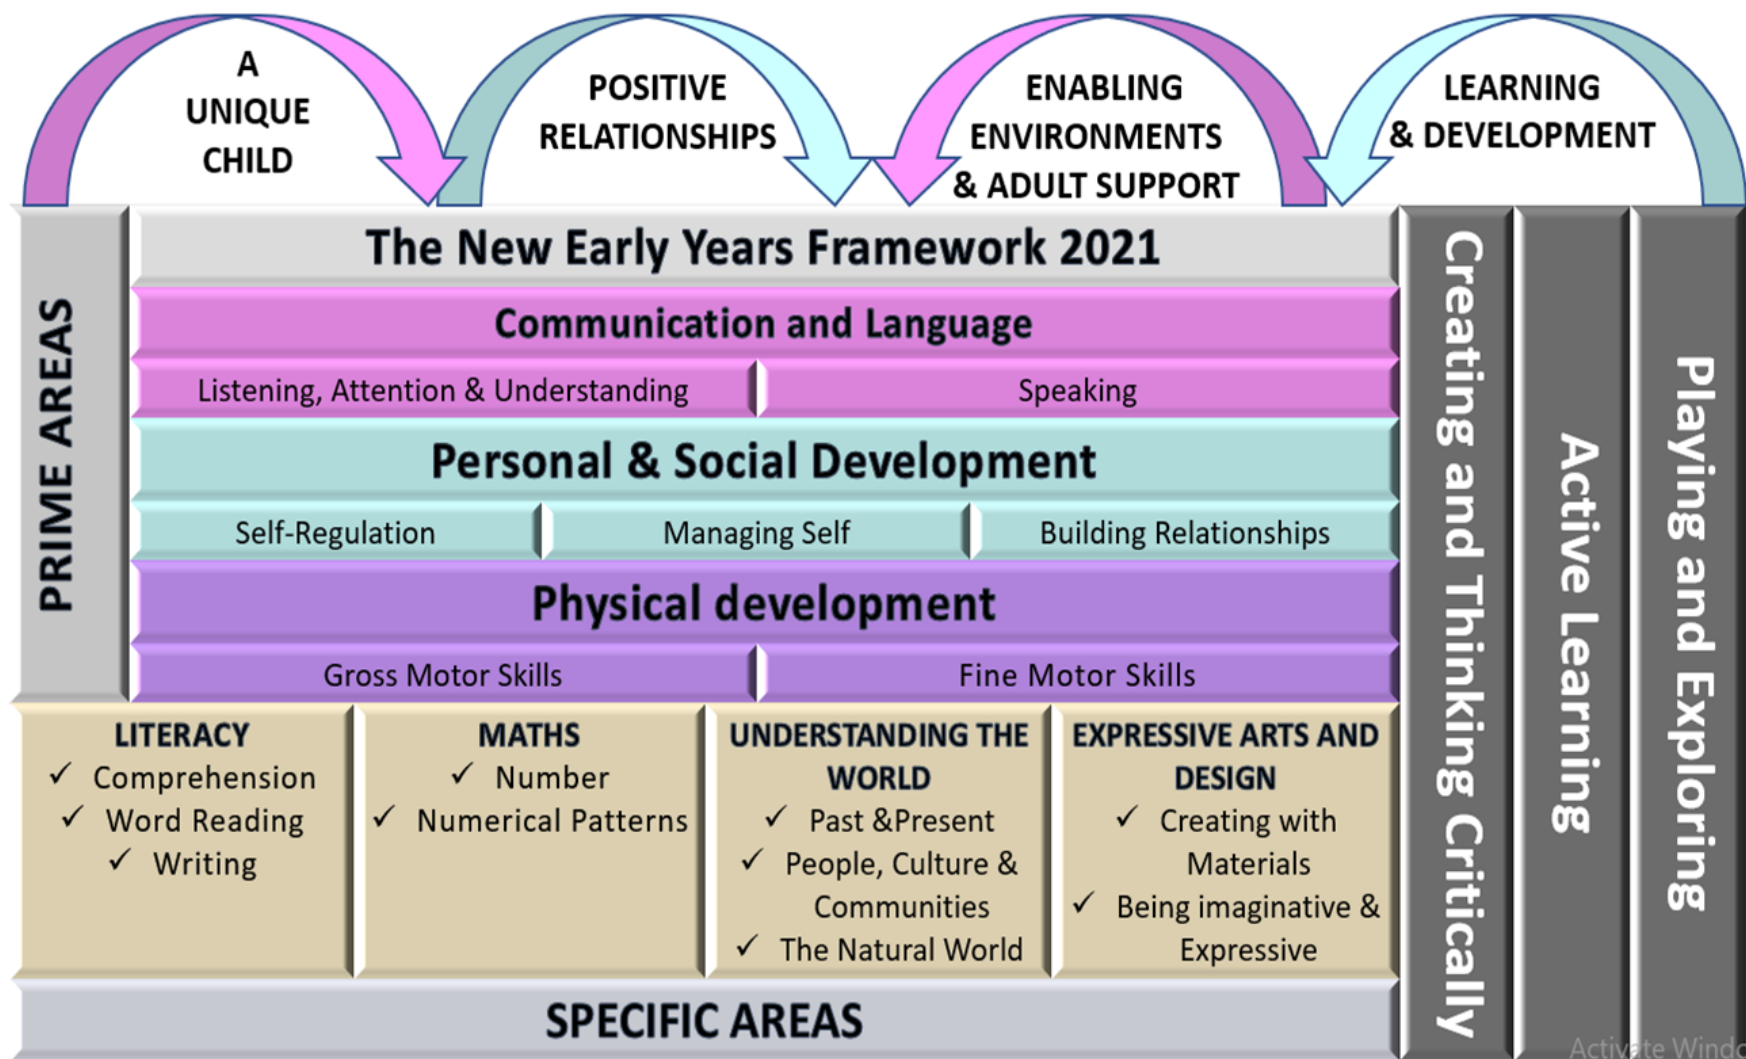 A
UNIQUE
CHILD
POSITIVE
RELATIONSHIPS
ENABLING
ENVIRONMENTS
& ADULT SUPPORT
LEARNING
& DEVELOPMENT
PRIME AREAS
The New Early Years Framework 2021
Communication and Language
Listening, Attention & Understanding
Speaking
Personal & Social Development
Self-Regulation
Managing Self
Building Relationships
Physical development
Gross Motor Skills
Fine Motor Skills
LITERACY
✓ Comprehension
✓ Word Reading
✓ Writing
MATHS
✓ Number
✓ Numerical Patterns
UNDERSTANDING THE
WORLD
✓ Past &Present
✓ People, Culture &
Communities
✓ The Natural World
EXPRESSIVE ARTS AND
DESIGN
✓ Creating with
Materials
✓ Being imaginative &
Expressive
SPECIFIC AREAS
Creating and Thinking Critically
Active Learning
Playing and Exploring
Activate Windo